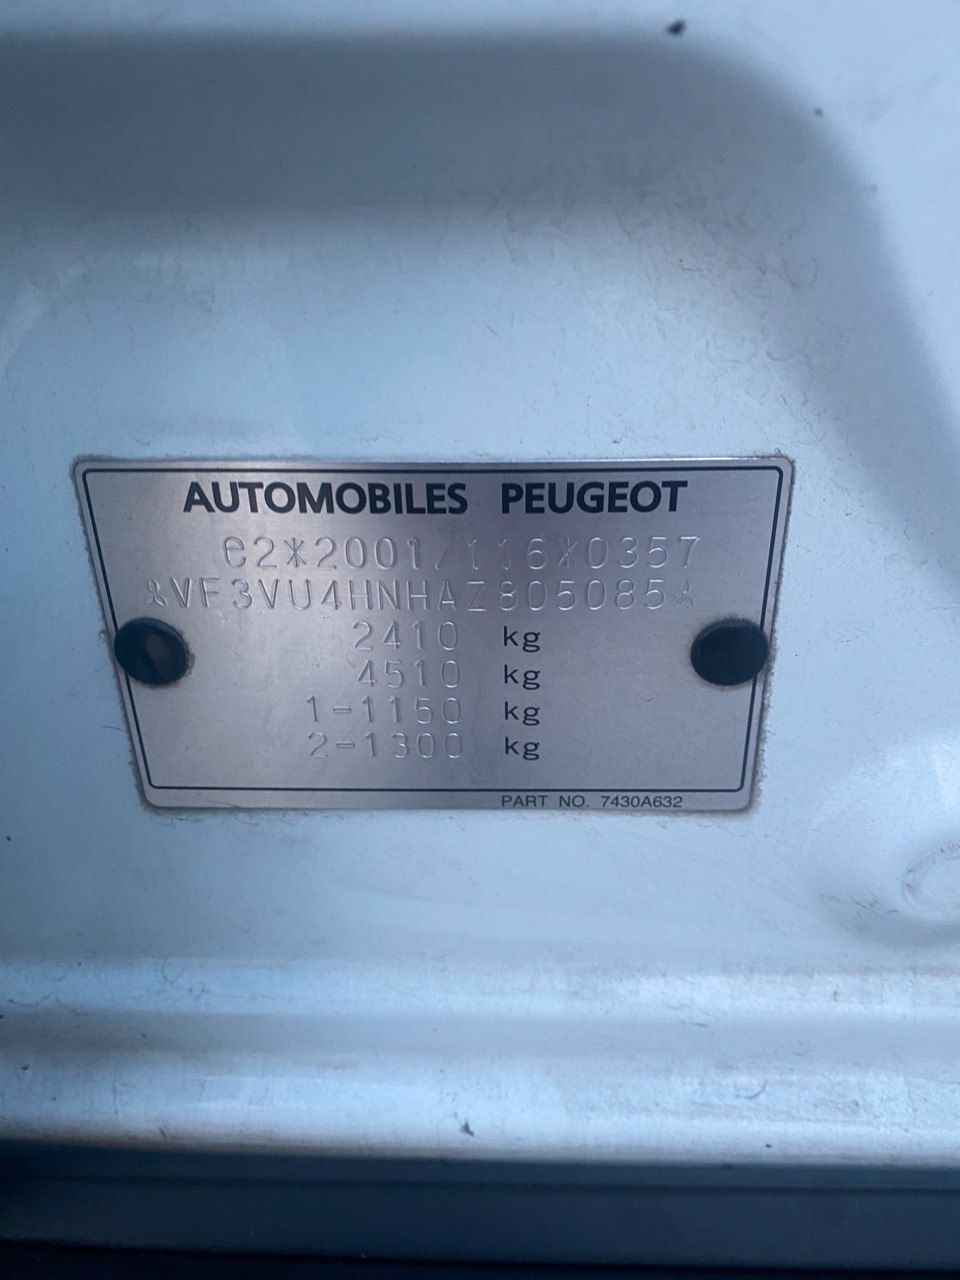 AUTOMOBILES PEUGEOT
e2*2001/116*0357
*VF3VU4HNHAZ805085*
2410 kg
4510 kg
1-1150 kg
2-1300 kg
PART NO. 7430A632